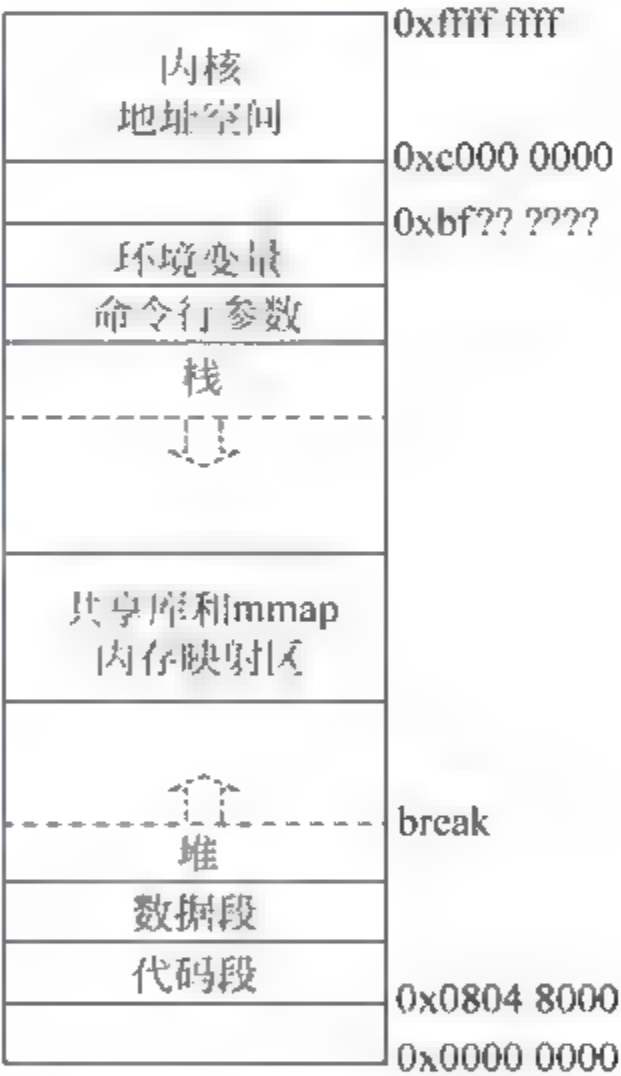 0xffff ffff
内核
地址空间
0xc000 0000
0xbf?? ????
环境变量
命令行参数
栈
共享库和mmap
内存映射区
break
堆
数据段
代码段
0x0804 8000
0x0000 0000